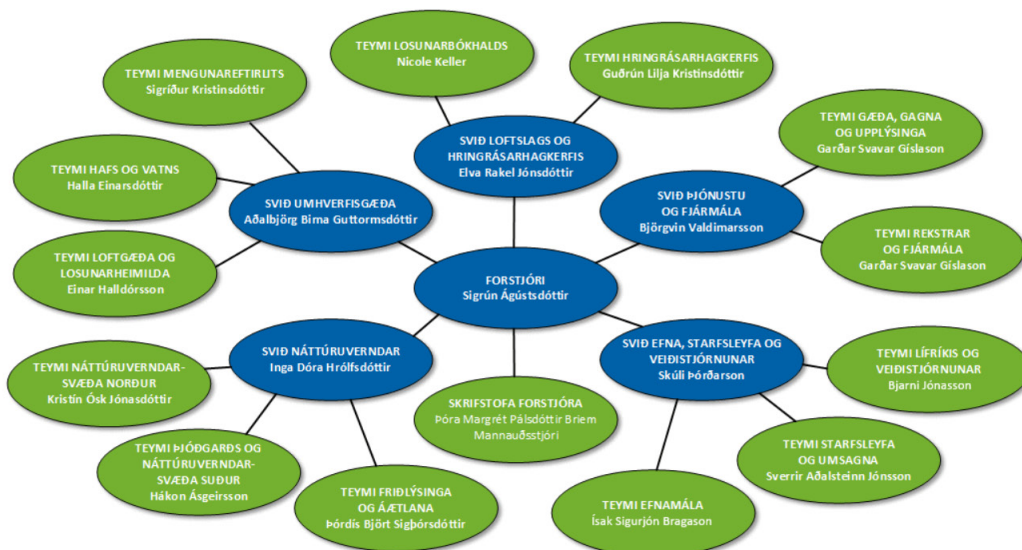 TEYMI LOSUNARBÓKHALDS
Nicole Keller
TEYMI HRINGRÁSARHAGKERFIS
Guðrún Lilja Kristinsdóttir
TEYMI MENGUNAREFTIRLITS
Sigríður Kristinsdóttir
TEYMI GÆÐA, GAGNA
OG UPPLÝSINGA
Garðar Svavar Gíslason
SVIÐ LOFTSLAGS OG
HRINGRÁSARHAGKERFIS
Elva Rakel Jónsdóttir
TEYMI HAFS OG VATNS
Halla Einarsdóttir
SVIÐ UMHVERFISGÆÐA
Aðalbjörg Birna Guttormsdóttir
SVIÐ ÞJÓNUSTU
OG FJÁRMÁLA
Björgvin Valdimarsson
TEYMI REKSTRAR
OG FJÁRMÁLA
Garðar Svavar Gíslason
TEYMI LOFTGÆÐA OG
LOSUNARHEIMILDA
Einar Halldórsson
FORSTJÓRI
Sigrún Ágústsdóttir
SVIÐ NÁTTÚRUVERNDAR
Inga Dóra Hrólfsdóttir
SVIÐ EFNA, STARFSLEYFA OG
VEIÐISTJÓRNUNAR
Skúli Þórðarson
TEYMI LÍFRÍKIS OG
VEIÐISTJÓRNUNAR
Bjarni Jónasson
TEYMI NÁTTÚRUVERNDAR-
SVÆÐA NORÐUR
Kristín Ósk Jónasdóttir
SKRIFSTOFA FORSTJÓRA
Þóra Margrét Pálsdóttir Briem
Mannauðsstjóri
TEYMI ÞJÓÐGARÐS OG
NÁTTÚRUVERNDAR-
SVÆÐA SUÐUR
Hákon Ásgeirsson
TEYMI STARFSLEYFA
OG UMSAGNA
Sverrir Aðalsteinn Jónsson
TEYMI FRIÐLÝSINGA
OG ÁÆTLANA
Þórdís Björt Sigþórsdóttir
TEYMI EFNAMÁLA
Ísak Sigurjón Bragason